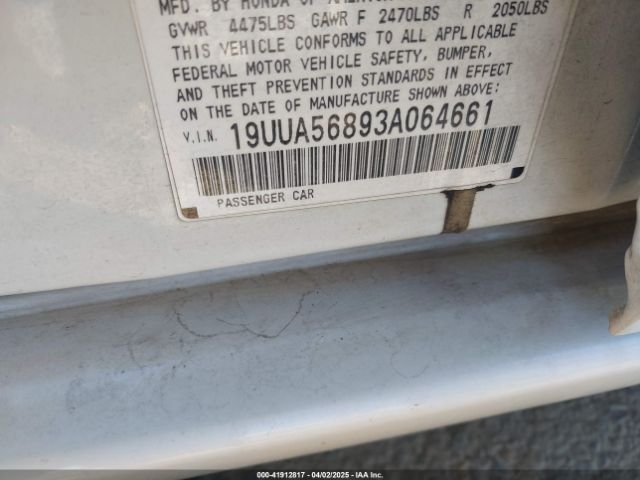 MFD. BY HONDA OF
GVWR 4475LBS GAWR F 2470LBS R 2050LBS
THIS VEHICLE CONFORMS TO ALL APPLICABLE
FEDERAL MOTOR VEHICLE SAFETY, BUMPER,
AND THEFT PREVENTION STANDARDS IN EFFECT
ON THE DATE OF MANUFACTURE SHOWN ABOVE:
V.I.N. 19UUA56893A064661
PASSENGER CAR
000-41912817 - 04/02/2025 - IAA Inc.